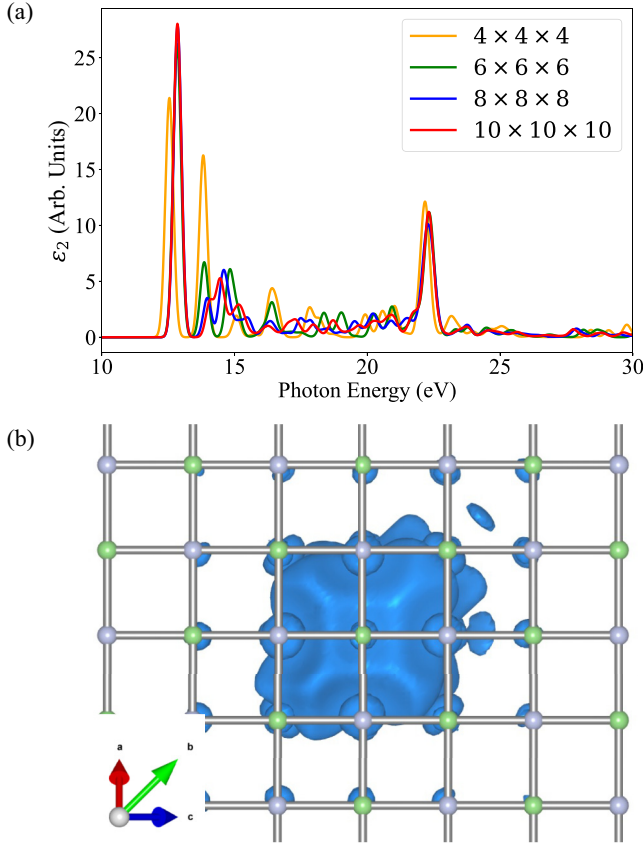 (a)
4 × 4 × 4
6 × 6 × 6
8 × 8 × 8
10 × 10 × 10
ε₂ (Arb. Units)
25
20
15
10
5
0
10 15 20 25 30
Photon Energy (eV)
(b)
a
b
c